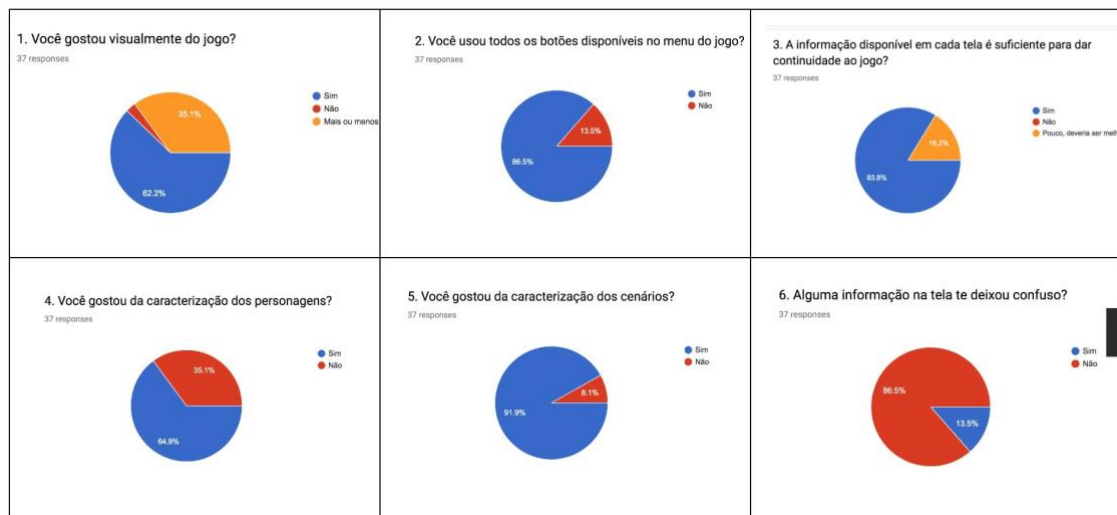 1. Você gostou visualmente do jogo?
37 responses
Sim
Não
Mais ou menos
35.1%
62.2%
2. Você usou todos os botões disponíveis no menu do jogo?
37 responses
Sim
Não
13.5%
86.5%
3. A informação disponível em cada tela é suficiente para dar
continuidade ao jogo?
37 responses
Sim
Não
Pouco, deveria ser melh
16.2%
83.8%
4. Você gostou da caracterização dos personagens?
37 responses
Sim
Não
35.1%
64.9%
5. Você gostou da caracterização dos cenários?
37 responses
Sim
Não
8.1%
91.9%
6. Alguma informação na tela te deixou confuso?
37 responses
Sim
Não
86.5%
13.5%